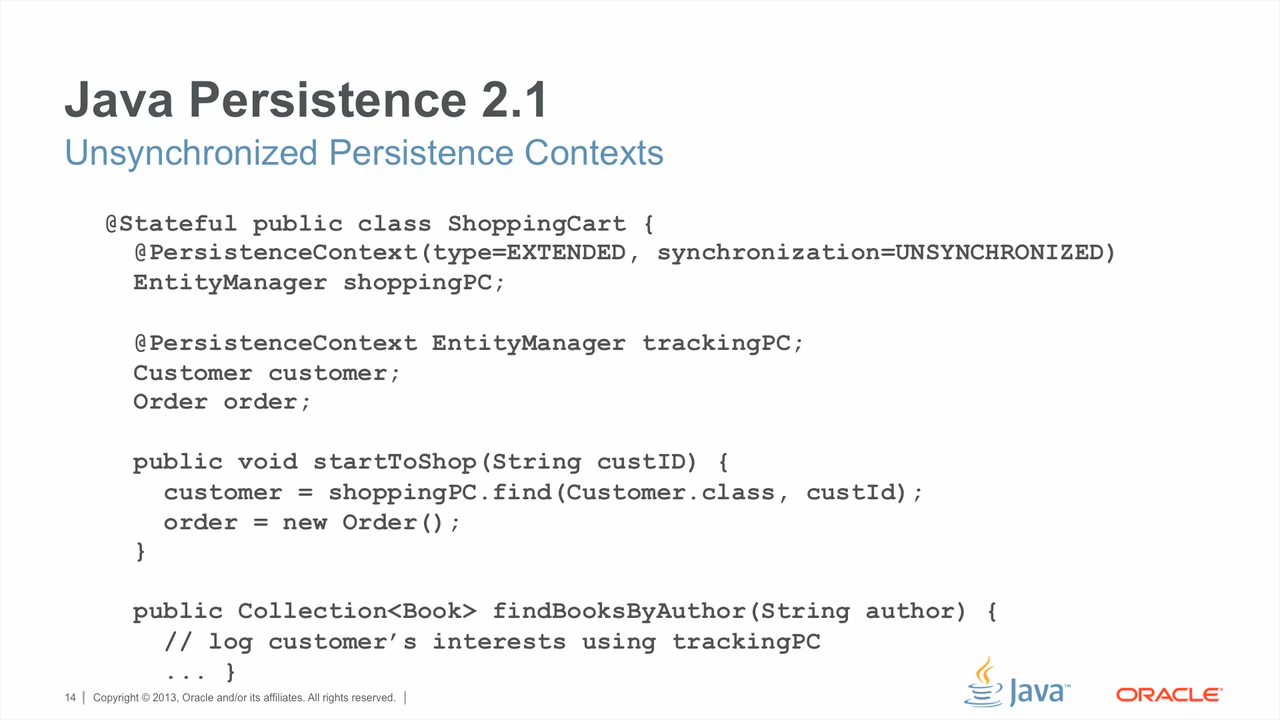 Java Persistence 2.1
Unsynchronized Persistence Contexts
@Stateful public class ShoppingCart {
@PersistenceContext(type=EXTENDED, synchronization=UNSYNCHRONIZED)
EntityManager shoppingPC;
@PersistenceContext EntityManager trackingPC;
Customer customer;
Order order;
public void startToShop(String custID) {
customer = shoppingPC.find(Customer.class, custId);
order = new Order();
}
public Collection<Book> findBooksByAuthor(String author) {
// log customer’s interests using trackingPC
... }
14 | Copyright © 2013, Oracle and/or its affiliates. All rights reserved. |
Java™
ORACLE®